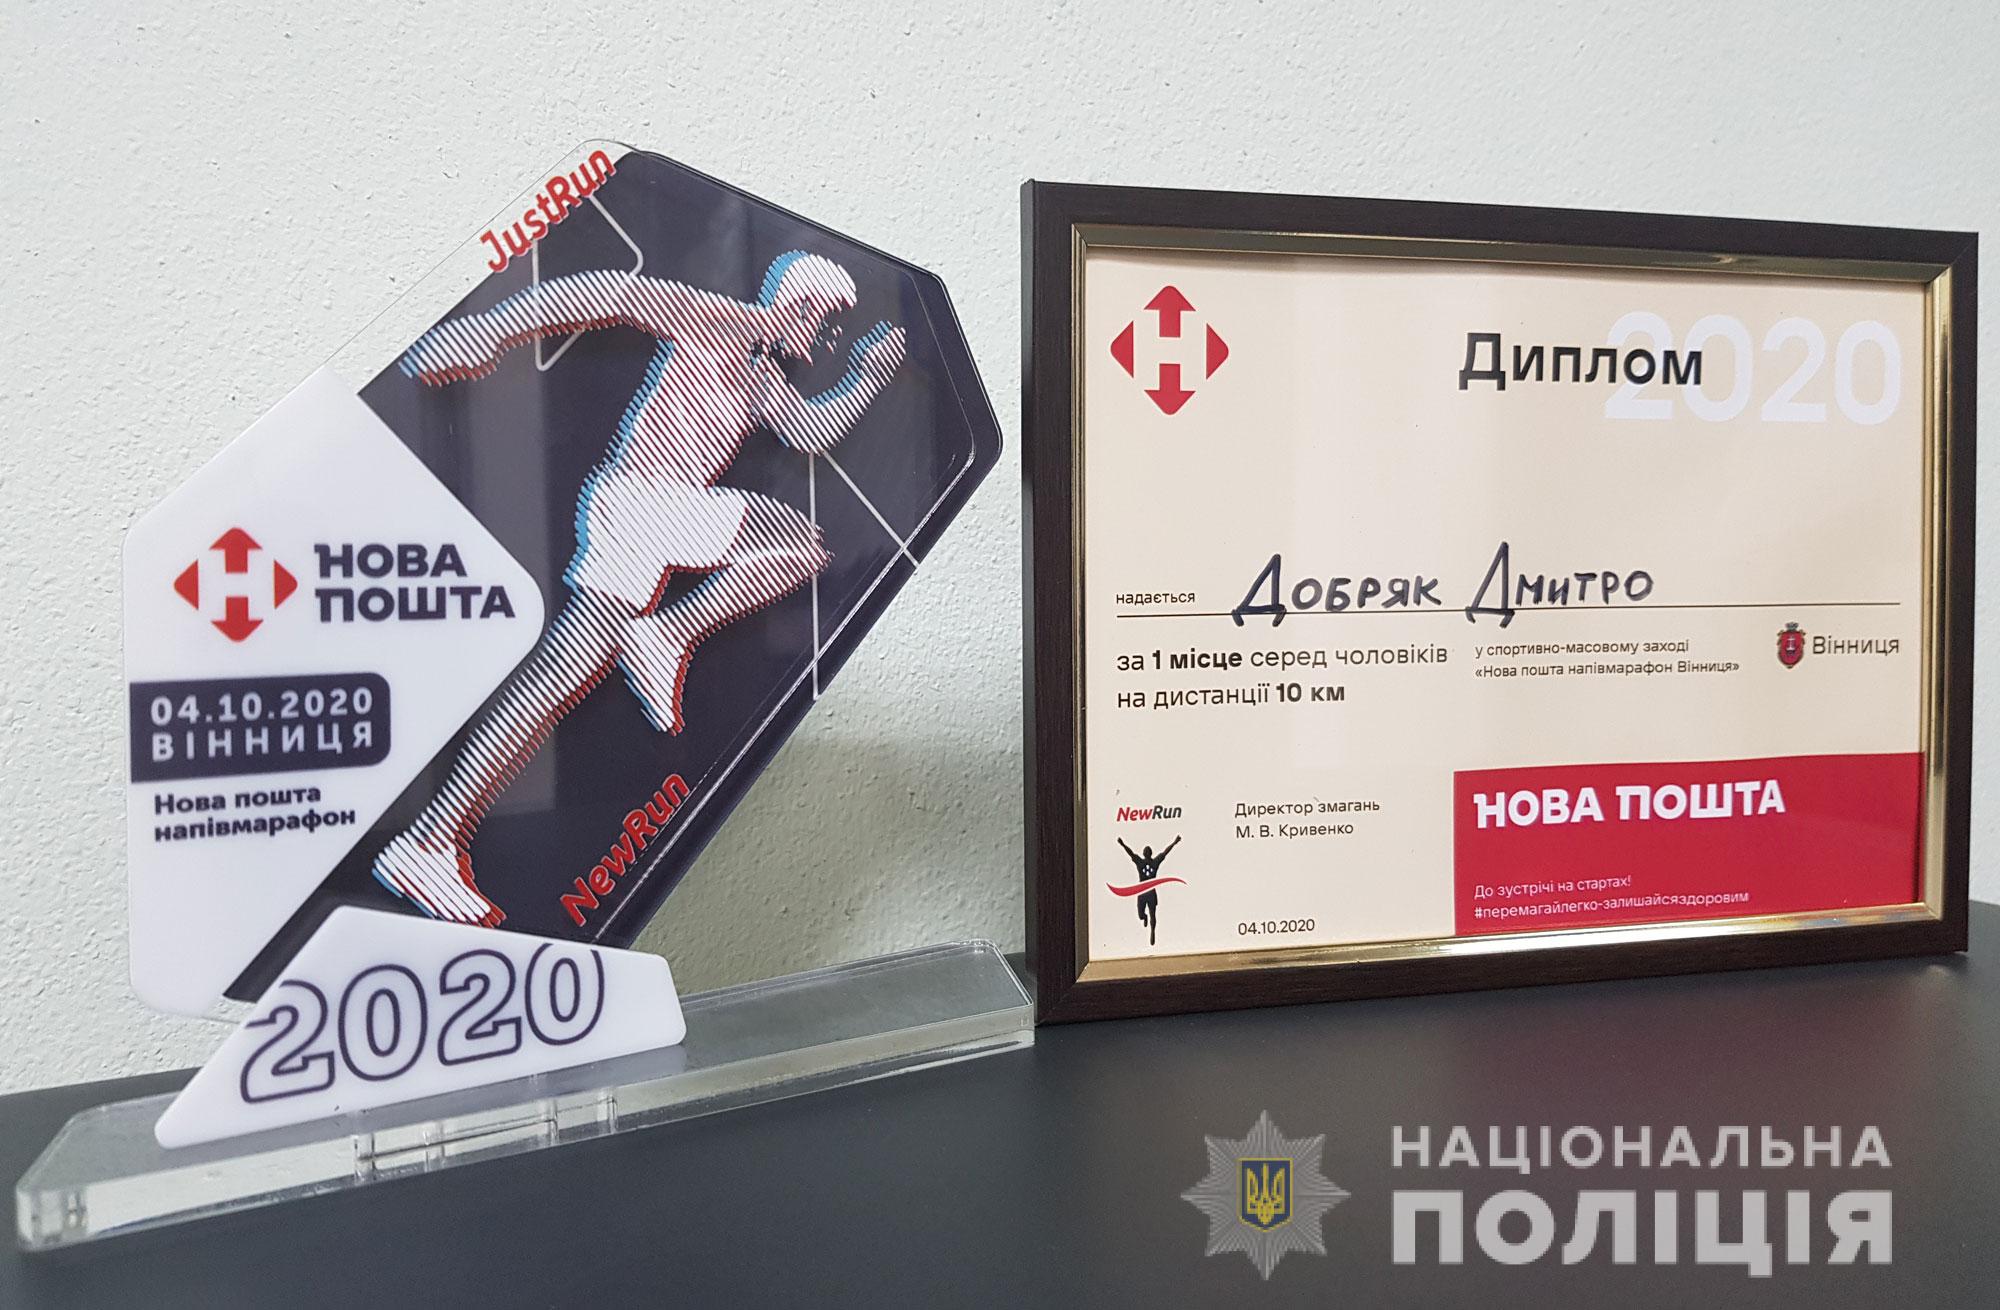 JustRun
НОВА
ПОШТА
04.10.2020
ВІННИЦЯ
Нова пошта
напівмарафон
NewRun
2020
Диплом
2020
надається Добряк Дмитро
за 1 місце серед чоловіків
на дистанції 10 км
у спортивно-масовому заході
«Нова пошта напівмарафон Вінниця»
Вінниця
NewRun
Директор змагань
М. В. Кривенко
04.10.2020
НОВА ПОШТА
До зустрічі на стартах!
#перемагайлегко-залишайсяздоровим
НАЦІОНАЛЬНА
ПОЛІЦІЯ